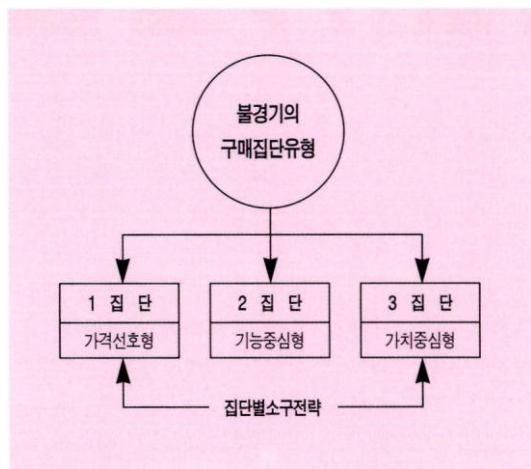 불경기의
구매집단유형
1 집 단
2 집 단
3 집 단
가격선호형
기능중심형
가치중심형
집단별소구전략